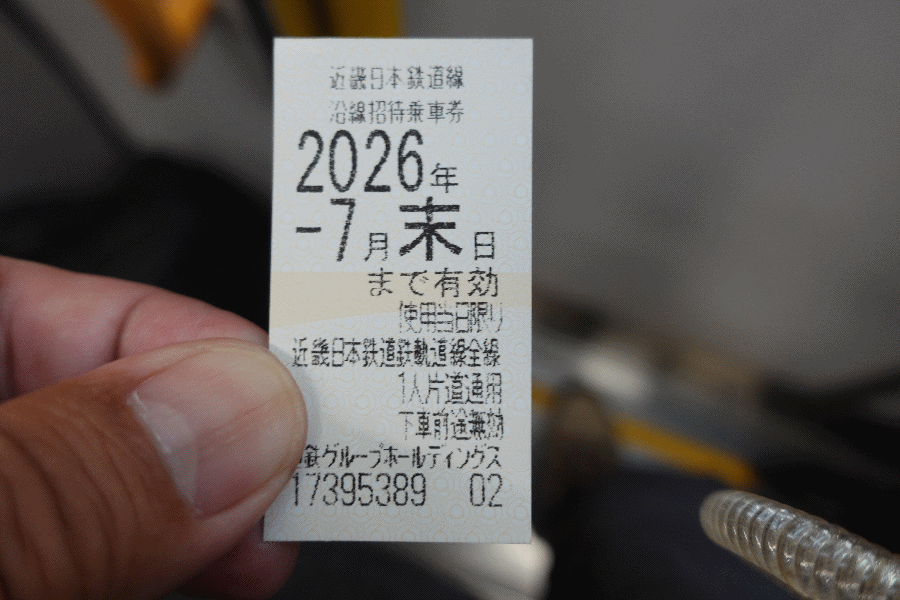 近畿日本鉄道線
沿線招待乗車券
2026年
-7月末日
まで有効
使用当日限り
近畿日本鉄道鉄軌道線全線
1人片道通用
下車前途無効
鉄グループホールディングス
17395389 02